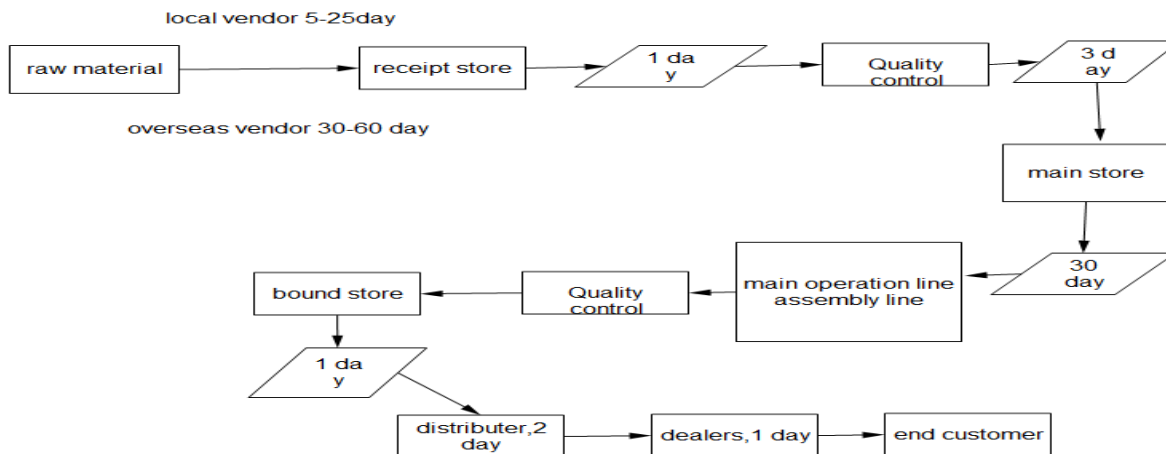 local vendor 5-25day
raw material
receipt store
1 da
y
Quality
control
3 d
ay
overseas vendor 30-60 day
main store
30
day
main operation line
assembly line
Quality
control
bound store
1 da
y
distributer,2
day
dealers,1 day
end customer